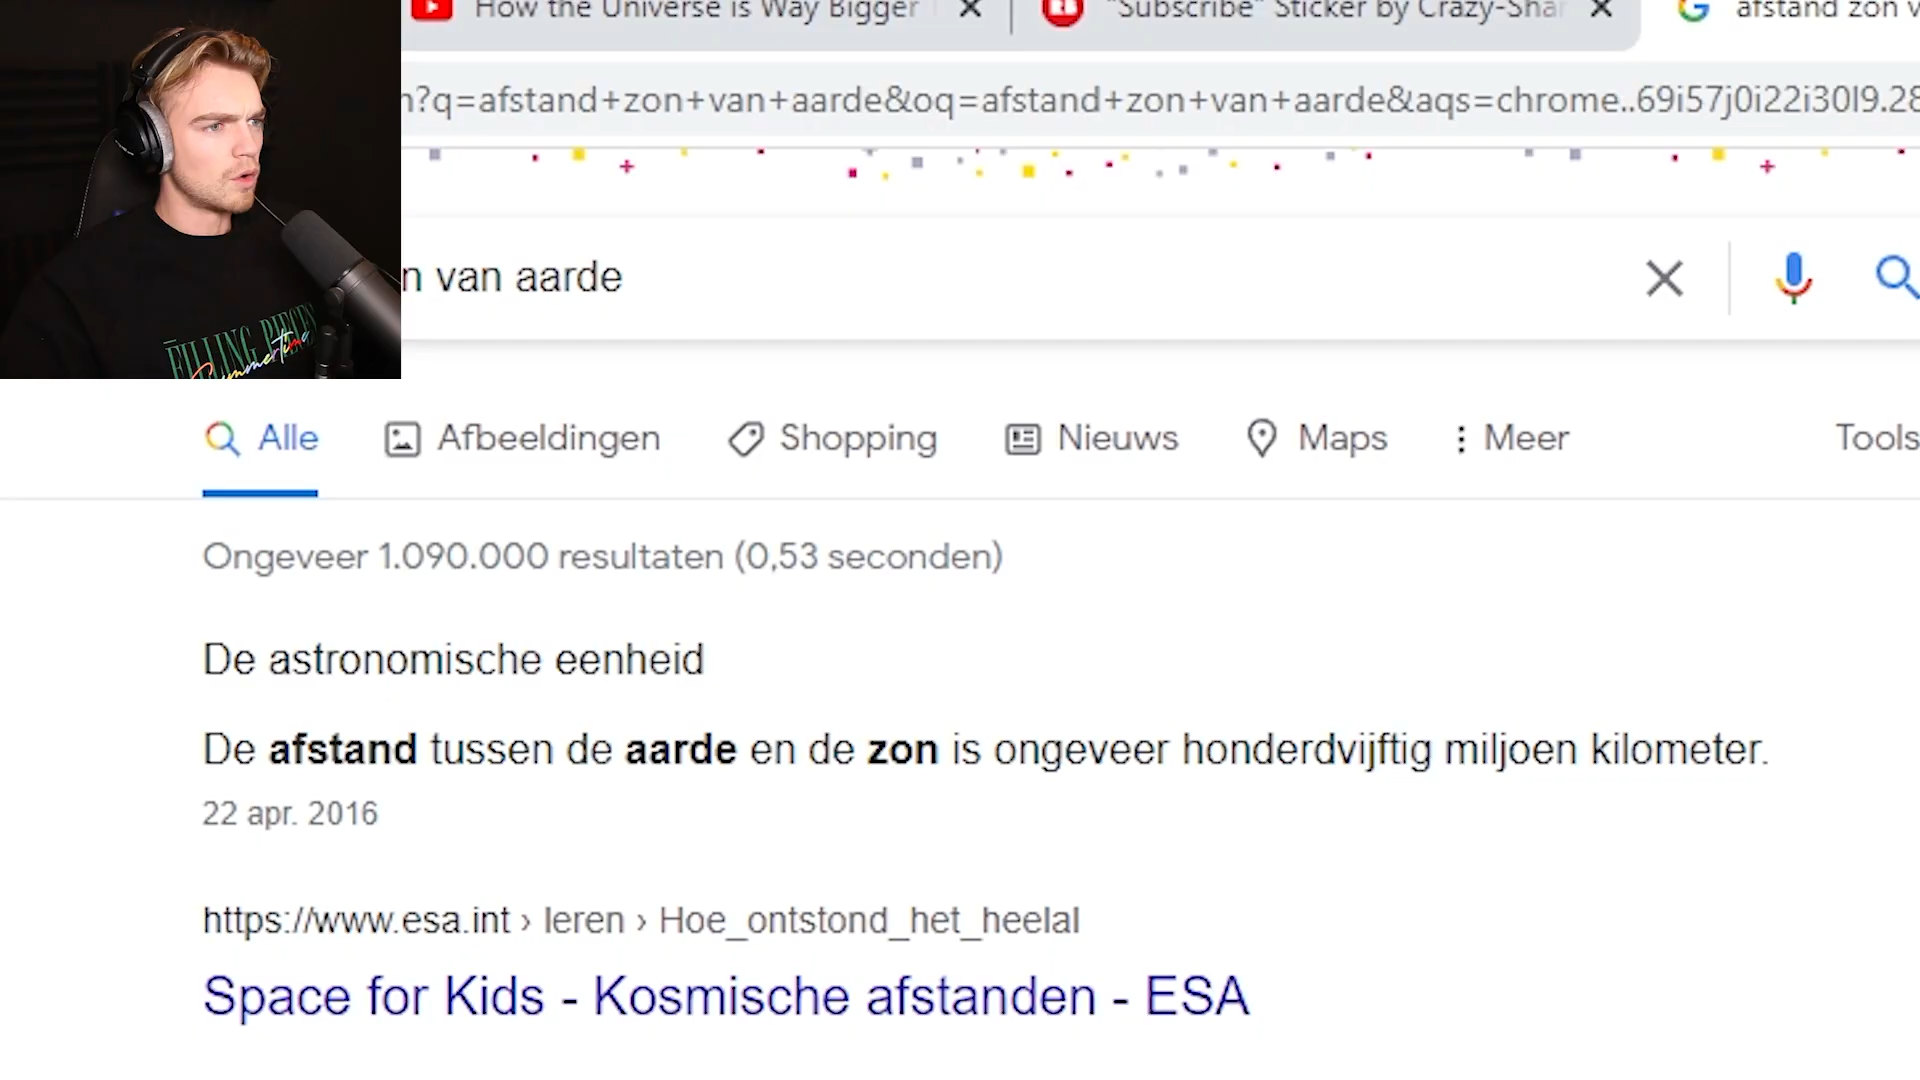 How the Universe is Way Bigger
"Subscribe" Sticker by Crazy-Shar
afstand zon v
?q=afstand+zon+van+aarde&oq=afstand+zon+van+aarde&aqs=chrome..69i57j0i22i30l9.28
n van aarde
FILLING PIECES
Summertime
Alle
Afbeeldingen
Shopping
Nieuws
Maps
Meer
Tools
Ongeveer 1.090.000 resultaten (0,53 seconden)
De astronomische eenheid
De afstand tussen de aarde en de zon is ongeveer honderdvijftig miljoen kilometer.
22 apr. 2016
https://www.esa.int › leren › Hoe_ontstond_het_heelal
Space for Kids - Kosmische afstanden - ESA